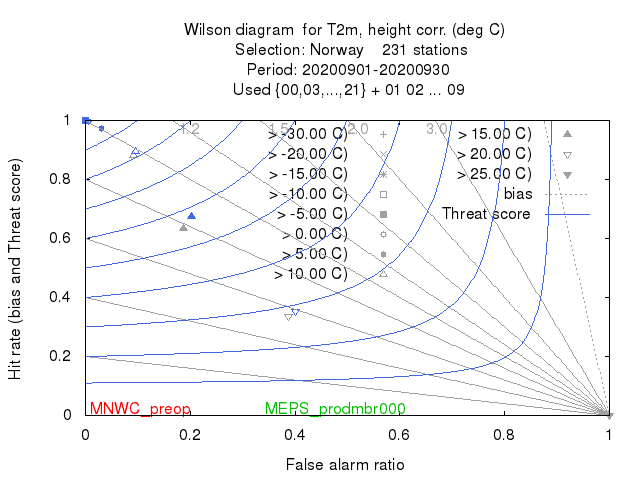 Wilson diagram for T2m, height corr. (deg C)
Selection: Norway 231 stations
Period: 20200901-20200930
Used {00,03,...,21} + 01 02 ... 09
Hit rate (bias and Threat score)
1
0.8
0.6
0.4
0.2
0
0 0.2 0.4 0.6 0.8 1
False alarm ratio
1.2 1.5 2.0 3.0
> -30.00 C)
> -20.00 C)
> -15.00 C)
> -10.00 C)
> -5.00 C)
> 0.00 C)
> 5.00 C)
> 10.00 C)
> 15.00 C)
> 20.00 C)
> 25.00 C)
bias
Threat score
MNWC_preop
MEPS_prodmbr000